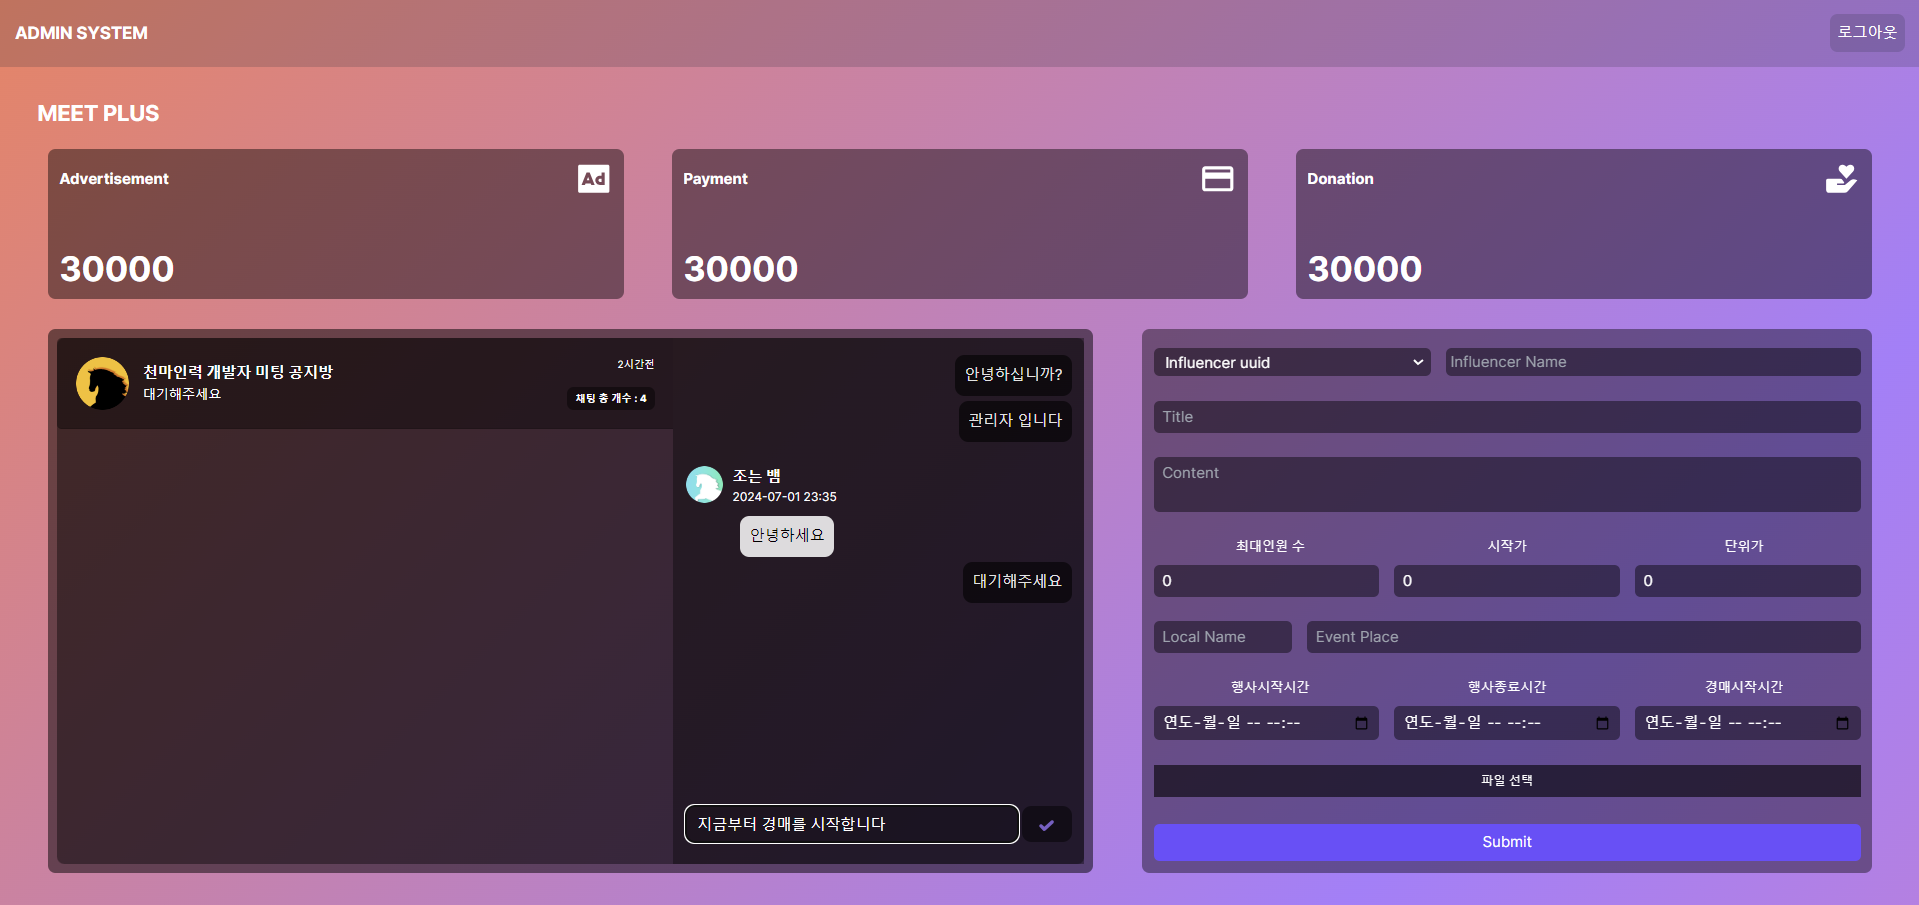 ADMIN SYSTEM
로그아웃
MEET PLUS
Advertisement
Ad
30000
Payment
30000
Donation
30000
천마인력 개발자 미팅 공지방
대기해주세요
2시간전
채팅 총 개수 : 4
안녕하십니까?
관리자 입니다
조는 뱀
2024-07-01 23:35
안녕하세요
대기해주세요
지금부터 경매를 시작합니다
Influencer uuid
Influencer Name
Title
Content
최대인원 수
시작가
단위가
0
0
0
Local Name
Event Place
행사시작시간
행사종료시간
경매시작시간
연도-월-일 -- --:--
연도-월-일 -- --:--
연도-월-일 -- --:--
파일 선택
Submit